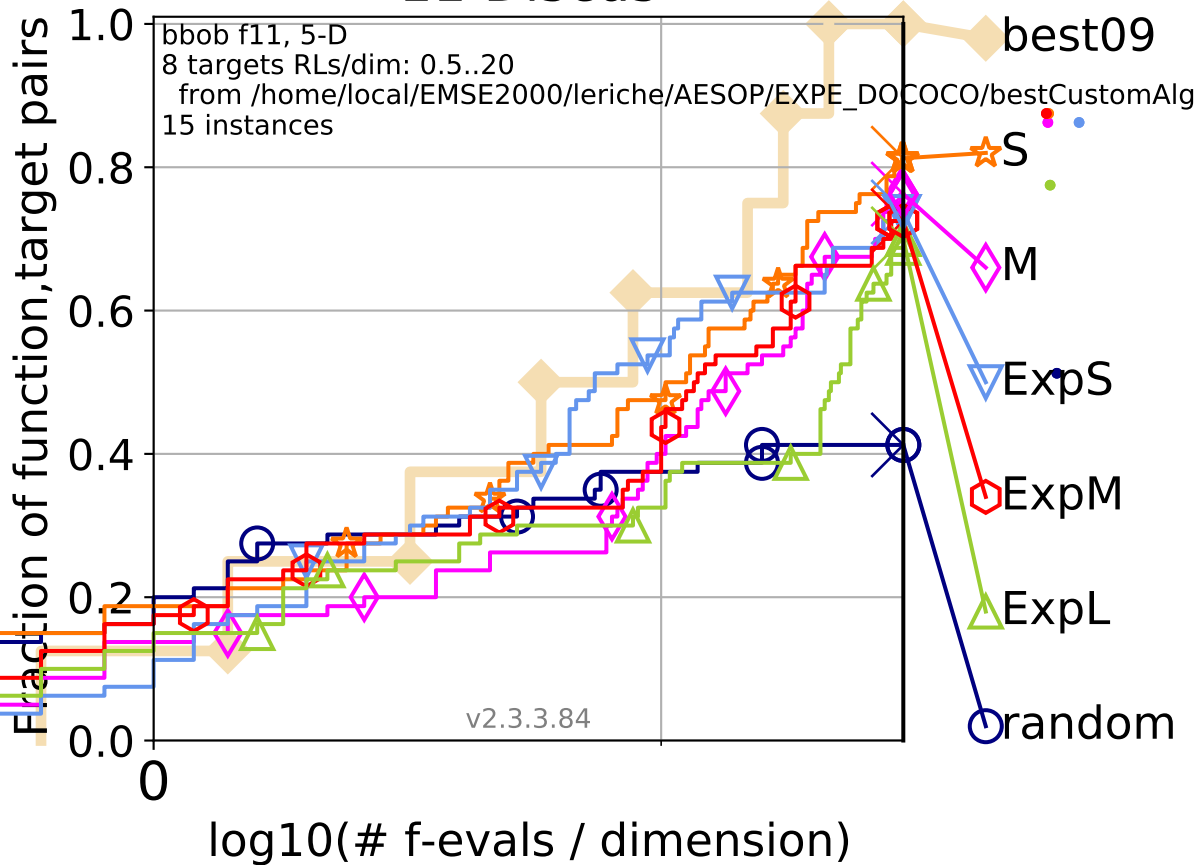 1.0
0.8
0.6
0.4
0.2
0.0
0
Fraction of function,target pairs
log10(# f-evals / dimension)
bbob f11, 5-D
8 targets RLs/dim: 0.5..20
from /home/local/EMSE2000/leriche/AESOP/EXPE_DOCOCO/bestCustomAlg
15 instances
v2.3.3.84
best09
S
M
ExpS
ExpM
ExpL
random